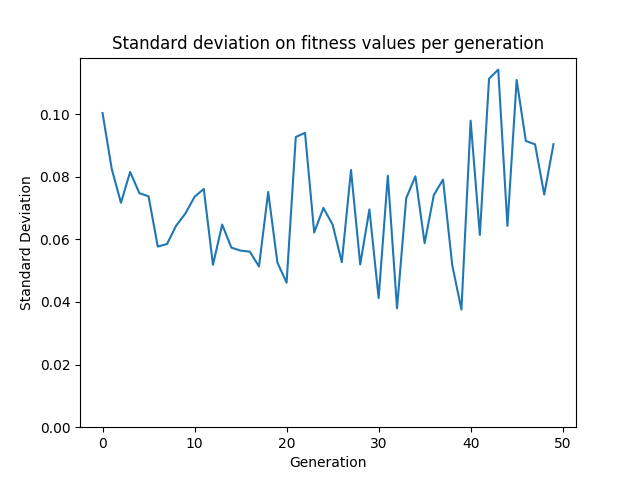 Standard deviation on fitness values per generation
0.10
0.08
0.06
0.04
0.02
0.00
Standard Deviation
0 10 20 30 40 50
Generation